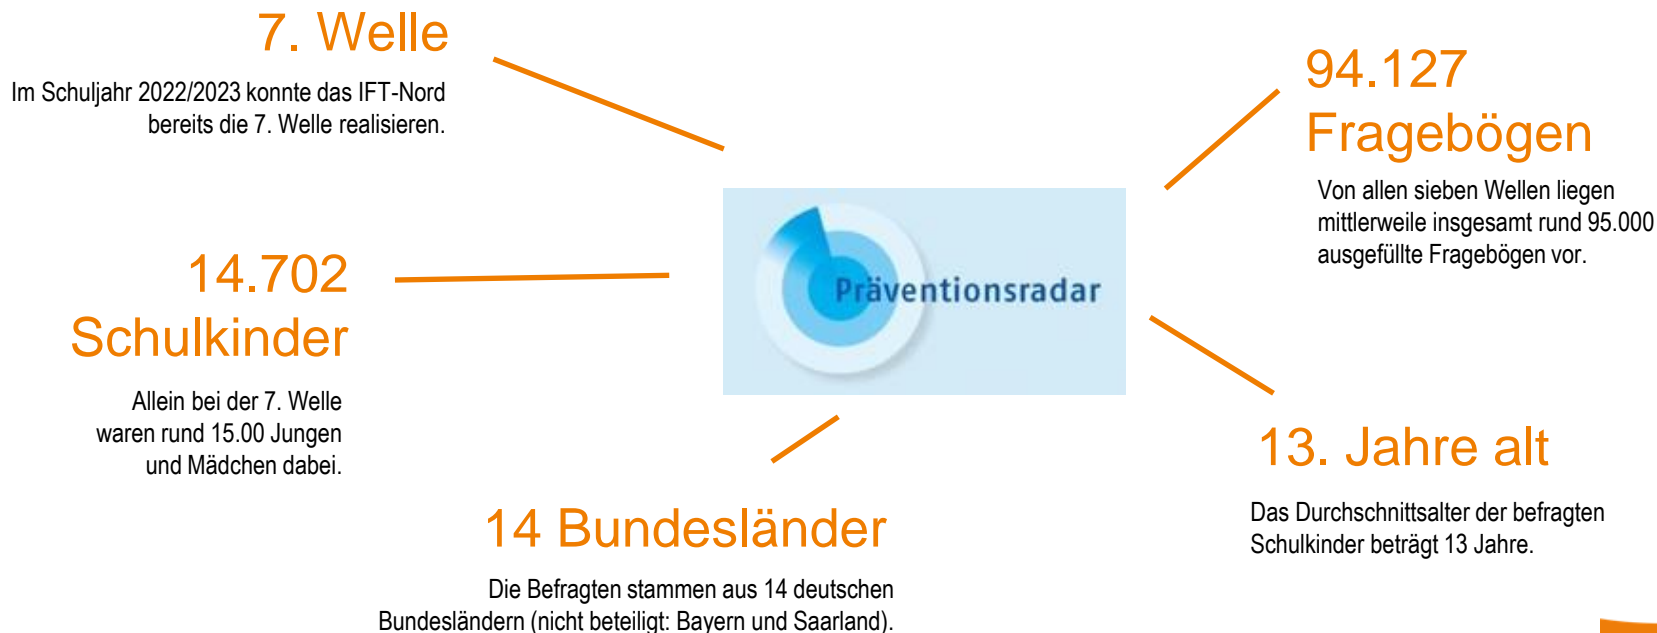 7. Welle
Im Schuljahr 2022/2023 konnte das IFT-Nord
bereits die 7. Welle realisieren.
94.127
Fragebögen
Von allen sieben Wellen liegen
mittlerweile insgesamt rund 95.000
ausgefüllte Fragebögen vor.
Präventionsradar
14.702
Schulkinder
Allein bei der 7. Welle
waren rund 15.00 Jungen
und Mädchen dabei.
13. Jahre alt
Das Durchschnittsalter der befragten
Schulkinder beträgt 13 Jahre.
14 Bundesländer
Die Befragten stammen aus 14 deutschen
Bundesländern (nicht beteiligt: Bayern und Saarland).